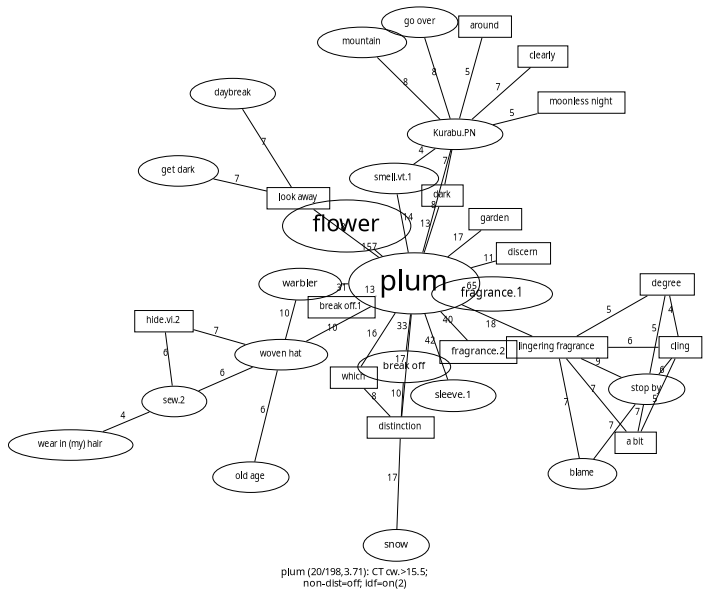 go over
around
mountain
clearly
8
8
5
daybreak
7
moonless night
5
Kurabu.PN
7
4
7
get dark
smell.vt.1
7
look away
dark
8
14
13
garden
flower
17
157
discern
11
plum
65
warbler
31
13
fragrance.1
degree
break off.1
10
10
hide.vi.2
16
33
40
18
5
4
7
42
5
woven hat
fragrance.2
lingering fragrance
6
cling
6
17
break off
9
6
6
which
sew.2
8
10
sleeve.1
7
stop by
5
7
7
4
6
distinction
7
wear in (my) hair
a bit
old age
17
blame
snow
plum (20/198,3.71): CT cw.>15.5;
non-dist=off; idf=on(2)